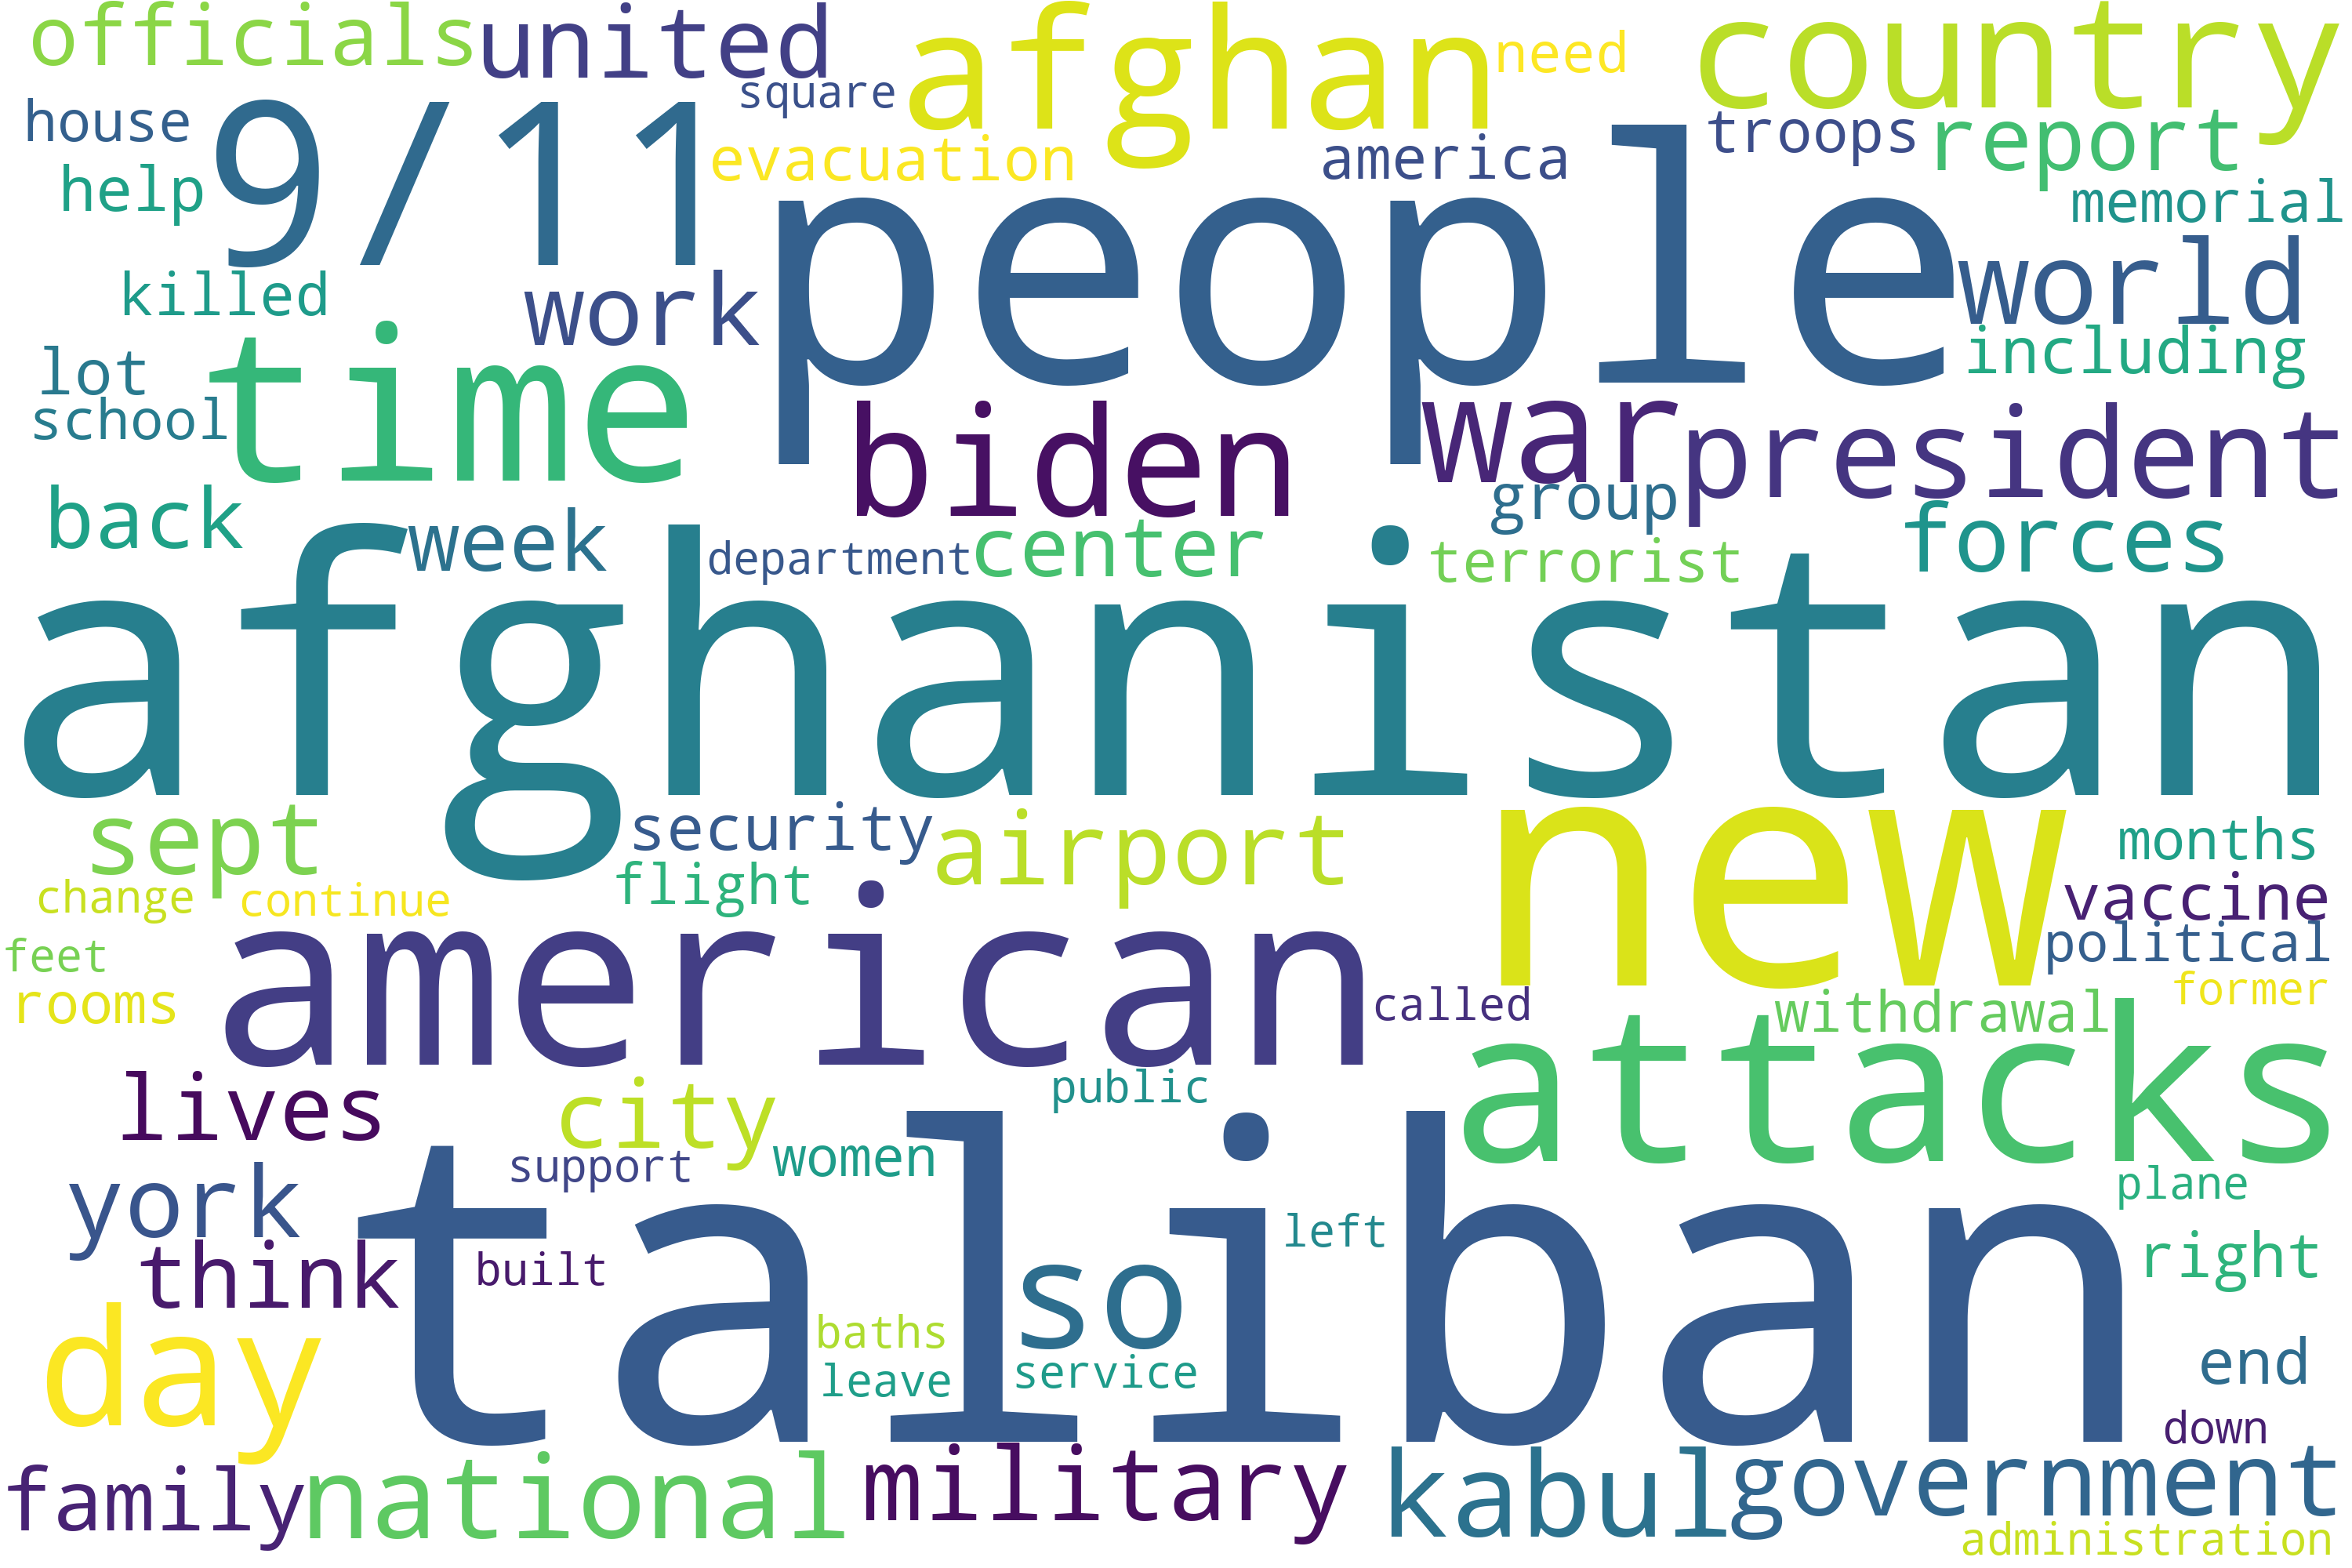 officials
united
afghan
need
country
house
9/11
square
evacuation
america
troops
report
help
people
memorial
killed
work
world
lot
time
including
school
biden
war
president
back
week
department
center
group
terrorist
forces
afghanistan
sept
security
airport
new
months
change
continue
flight
vaccine
feet
american
political
rooms
called
withdrawal
former
lives
city
public
attacks
york
support
women
plane
think
built
taliban
so
left
right
day
baths
leave
service
end
down
family
national
military
kabul
government
administration